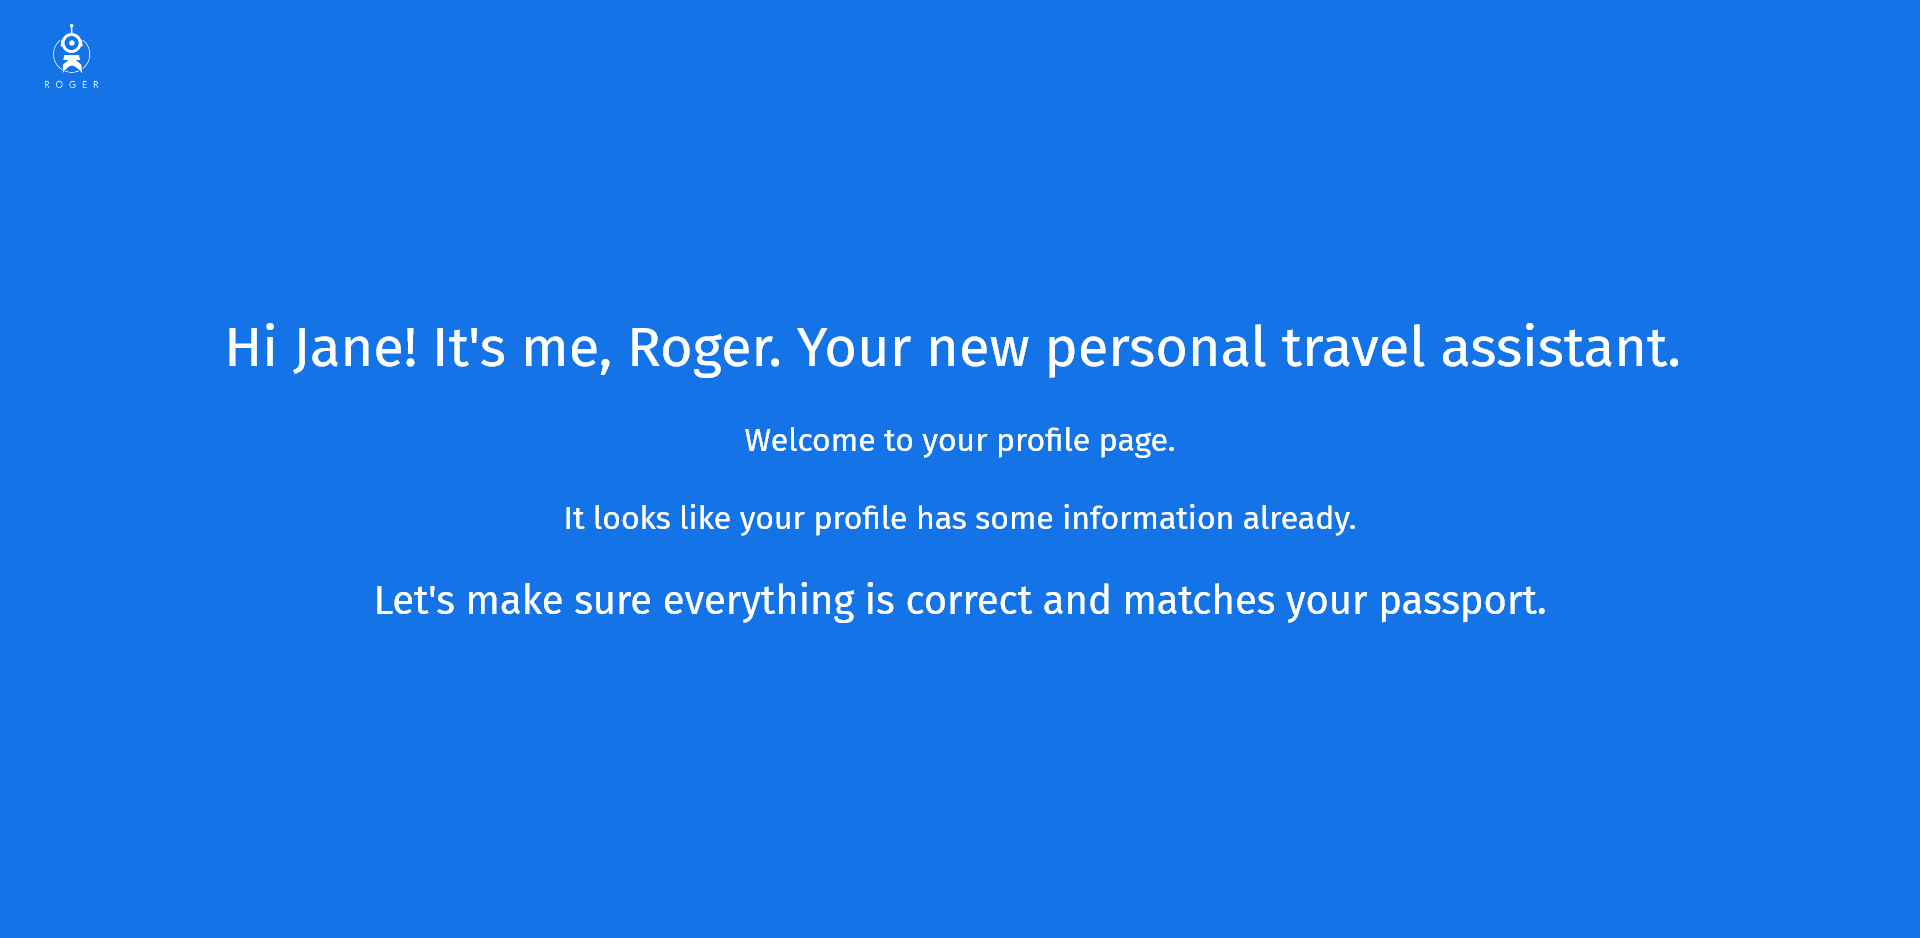 ROGER
Hi Jane! It's me, Roger. Your new personal travel assistant.
Welcome to your profile page.
It looks like your profile has some information already.
Let's make sure everything is correct and matches your passport.